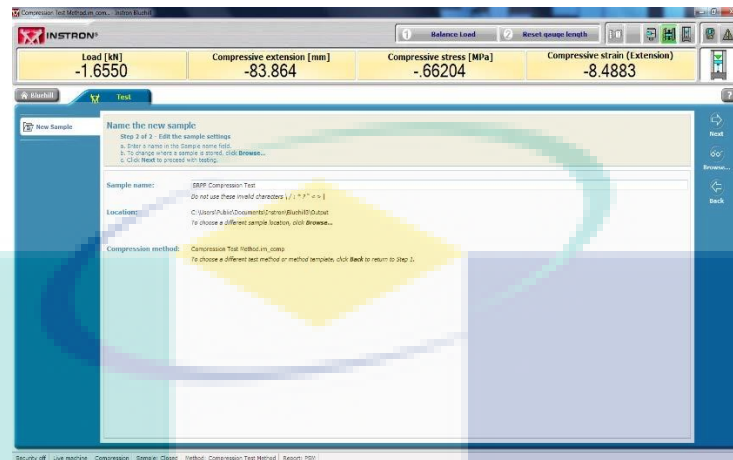 Compression Test Method.im_com... - Instron Bluehill
INSTRON®
1 Balance Load
2 Reset gauge length
Load [kN]
-1.6550
Compressive extension [mm]
-83.864
Compressive stress [MPa]
-.66204
Compressive strain (Extension)
-8.4883
Bluehill
Test
?
New Sample
Name the new sample
Step 2 of 2 - Edit the sample settings
a. Enter a name in the Sample name field.
b. To change where a sample is stored, click Browse...
c. Click Next to proceed with testing.
Sample name:
SRPP Compression Test
Do not use these invalid characters \ / : * ? " < > |
Location:
C:\Users\Public\Documents\Instron\Bluehill3\Output
To choose a different sample location, click Browse...
Compression method:
Compression Test Method.im_comp
To choose a different test method or method template, click Back to return to Step 1.
Next
Browse...
Back
Security off
Live machine
Compression
Sample: Closed
Method: Compression Test Method
Report: PSM